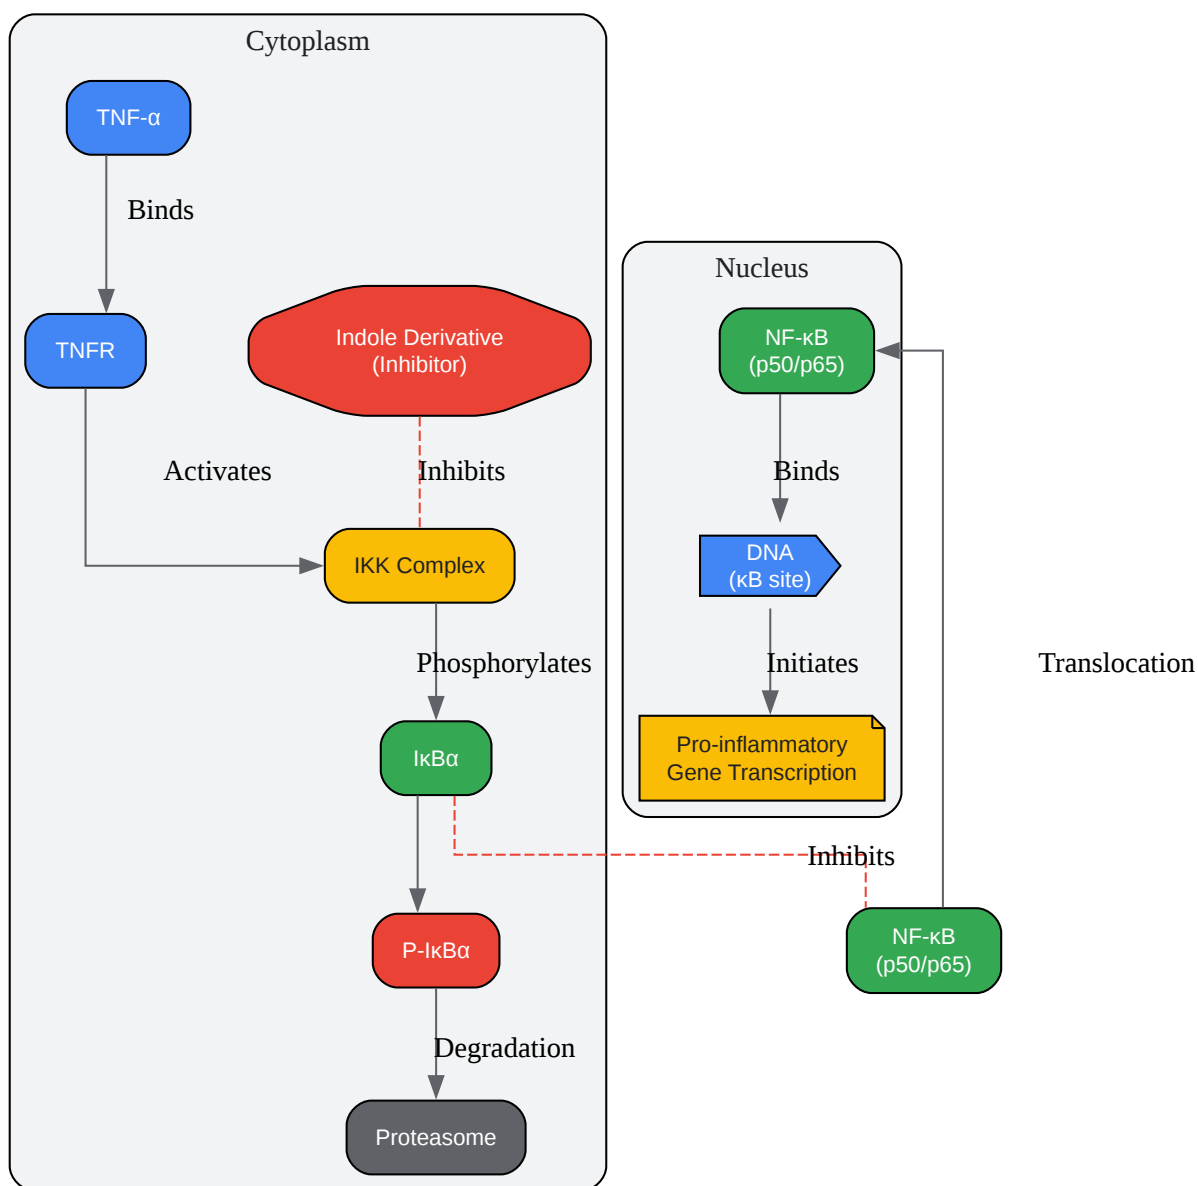 Cytoplasm
TNF-α
Binds
TNFR
Indole Derivative
(Inhibitor)
Activates
Inhibits
IKK Complex
Phosphorylates
IκBα
P-IκBα
Degradation
Proteasome
Nucleus
NF-κB
(p50/p65)
Binds
DNA
(κB site)
Initiates
Pro-inflammatory
Gene Transcription
Translocation
Inhibits
NF-κB
(p50/p65)